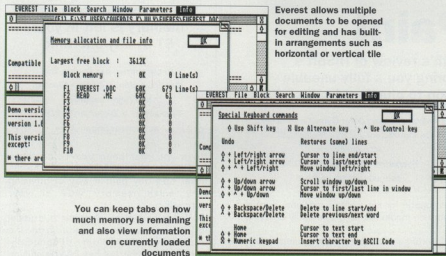 EVEREST File Block Search Window Parameters Info
Memory allocation and file info
OK
Largest free block : 3612K
Block memory : 0K 0 Line(s)
F1 EVEREST .DOC 60K 679 Line(s)
F2 READ .ME 60K 61
F3 0K 0
F4 0K 0
F5 0K 0
F6 0K 0
F7 0K 0
F8 0K 0
F9 0K 0
F10 0K 0
Compatible
Demo version
version 1.
This versio
except:
* there ar
Everest allows multiple
documents to be opened
for editing and has built-
in arrangements such as
horizontal or vertical tile
EVEREST File Block Search Window Parameters Info
Special Keyboard commands
OK
⇧ Use Shift key Use Alternate key , ^ Use Control key
Undo Restores (some) lines
⇧ + Left/right arrow Cursor to line end/start
^ + Left/right arrow Cursor to last/next word
⇧ + ^ + Left/right Move window left/right
⇧ + Up/down arrow Scroll window up/down
^ + Up/down arrow Cursor to first/last line in window
⇧ + ^ + Up/down Move window up/down
⇧ + Backspace/Delete Delete to line start/end
^ + Backspace/Delete Delete previous/next word
Home Cursor to text start
⇧ + Home Cursor to text end
+ Numeric keypad Insert character by ASCII Code
Comp
Demo
vers
This
exce
* th
You can keep tabs on how
much memory is remaining
and also view information
on currently loaded
documents